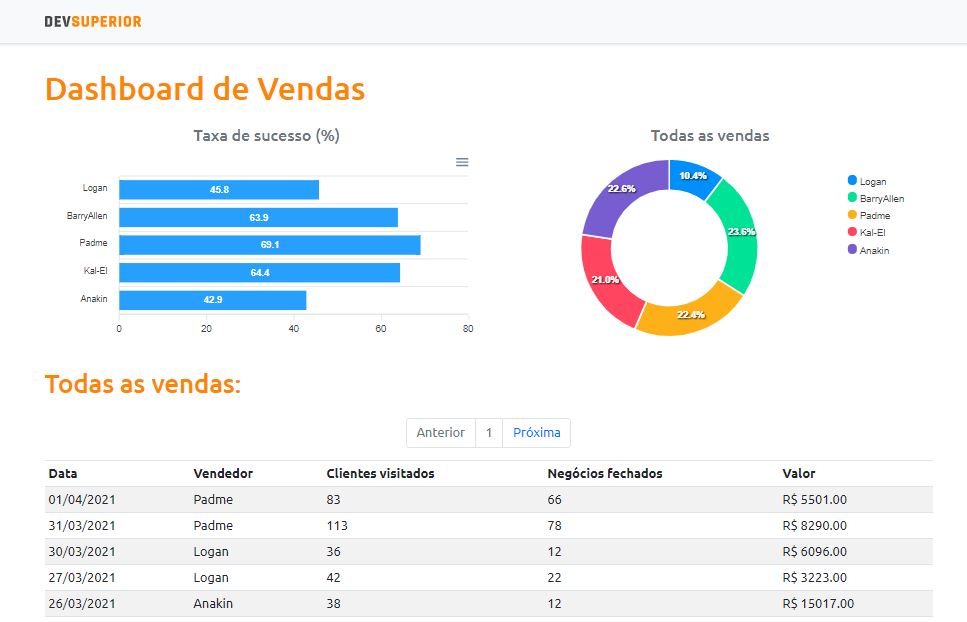 DEVSUPERIOR
Dashboard de Vendas
Taxa de sucesso (%)
Logan 45.8
BarryAllen 63.9
Padme 69.1
Kal-El 64.4
Anakin 42.9
0 20 40 60 80
Todas as vendas
10.4%
22.6%
23.6%
21.0%
22.4%
Logan
BarryAllen
Padme
Kal-El
Anakin
Todas as vendas:
Anterior 1 Próxima
Data Vendedor Clientes visitados Negócios fechados Valor
01/04/2021 Padme 83 66 R$ 5501.00
31/03/2021 Padme 113 78 R$ 8290.00
30/03/2021 Logan 36 12 R$ 6096.00
27/03/2021 Logan 42 22 R$ 3223.00
26/03/2021 Anakin 38 12 R$ 15017.00